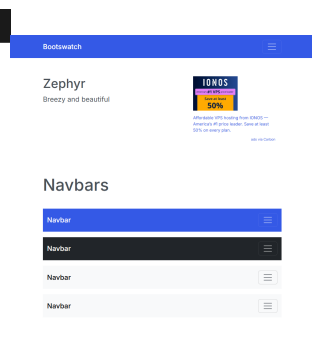 Bootswatch
Zephyr
Breezy and beautiful
IONOS
#1 VPS
Save at least
50%
Affordable VPS hosting from IONOS —
America's #1 price leader. Save at least
50% on every plan.
ads via Carbon
Navbars
Navbar
Navbar
Navbar
Navbar